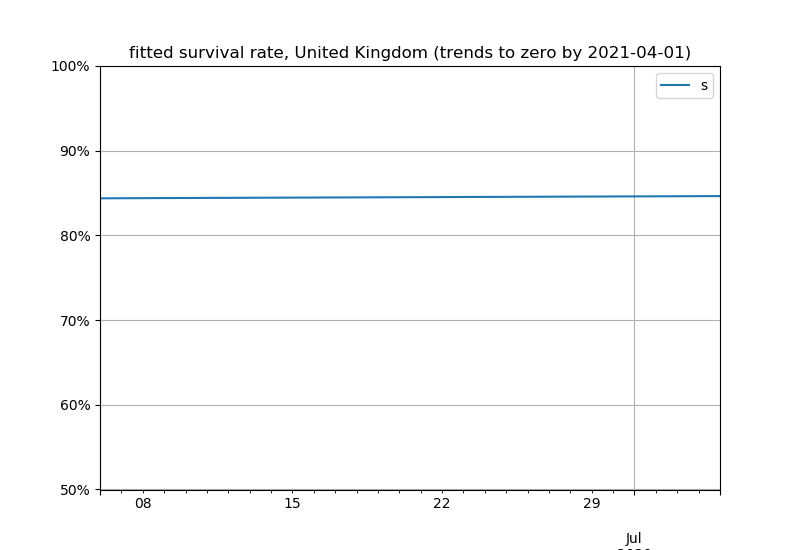 fitted survival rate, United Kingdom (trends to zero by 2021-04-01)
100%
s
90%
80%
70%
60%
50%
08 15 22 29
Jul